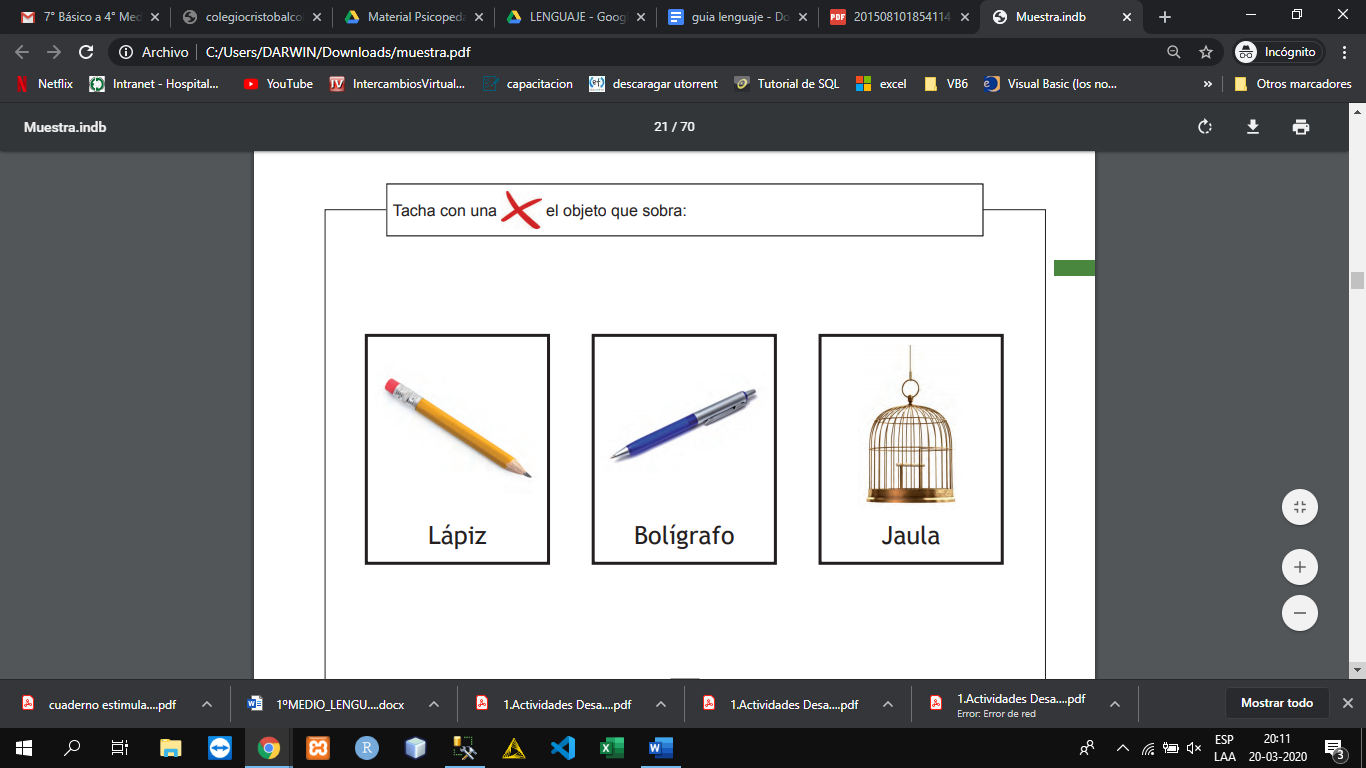 7° Básico a 4° Med
colegiocristobalcol
Material Psicopeda
LENGUAJE - Goog
guia lenguaje - Do
201508101854114
Muestra.indb
Archivo
C:/Users/DARWIN/Downloads/muestra.pdf
Incógnito
Netflix
Intranet - Hospital...
YouTube
IntercambiosVirtual...
capacitacion
descaragar utorrent
Tutorial de SQL
excel
VB6
Visual Basic (los no...
»
Otros marcadores
Muestra.indb
21 / 70
Tacha con una el objeto que sobra:
Lápiz
Bolígrafo
Jaula
cuaderno estimula....pdf
1ºMEDIO_LENGU....docx
1.Actividades Desa....pdf
1.Actividades Desa....pdf
1.Actividades Desa....pdf
Error: Error de red
Mostrar todo
ESP
LAA
20:11
20-03-2020
3